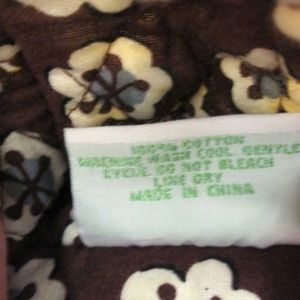 100% COTTON
MACHINE WASH COOL, GENTLE
CYCLE. DO NOT BLEACH
LINE DRY
MADE IN CHINA